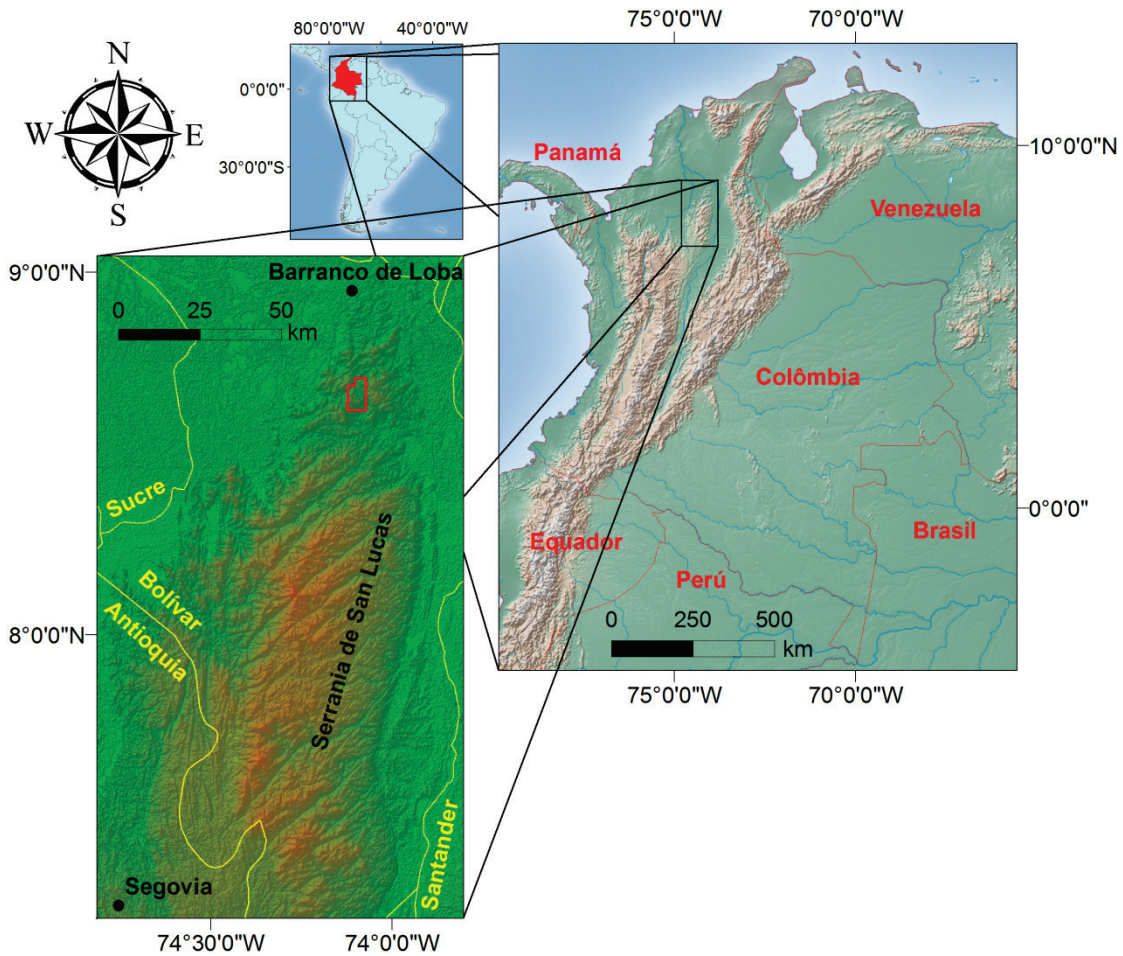 N
W
E
S
80°0'0"W
40°0'0"W
0°0'0"
30°0'0"S
75°0'0"W
70°0'0"W
10°0'0"N
0°0'0"
Panamá
Venezuela
Colômbia
Brasil
Equador
Perú
0
250
500
km
75°0'0"W
70°0'0"W
9°0'0"N
8°0'0"N
Barranco de Loba
0
25
50
km
Sucre
Bolívar
Antioquia
Serrania de San Lucas
Santander
Segovia
74°30'0"W
74°0'0"W